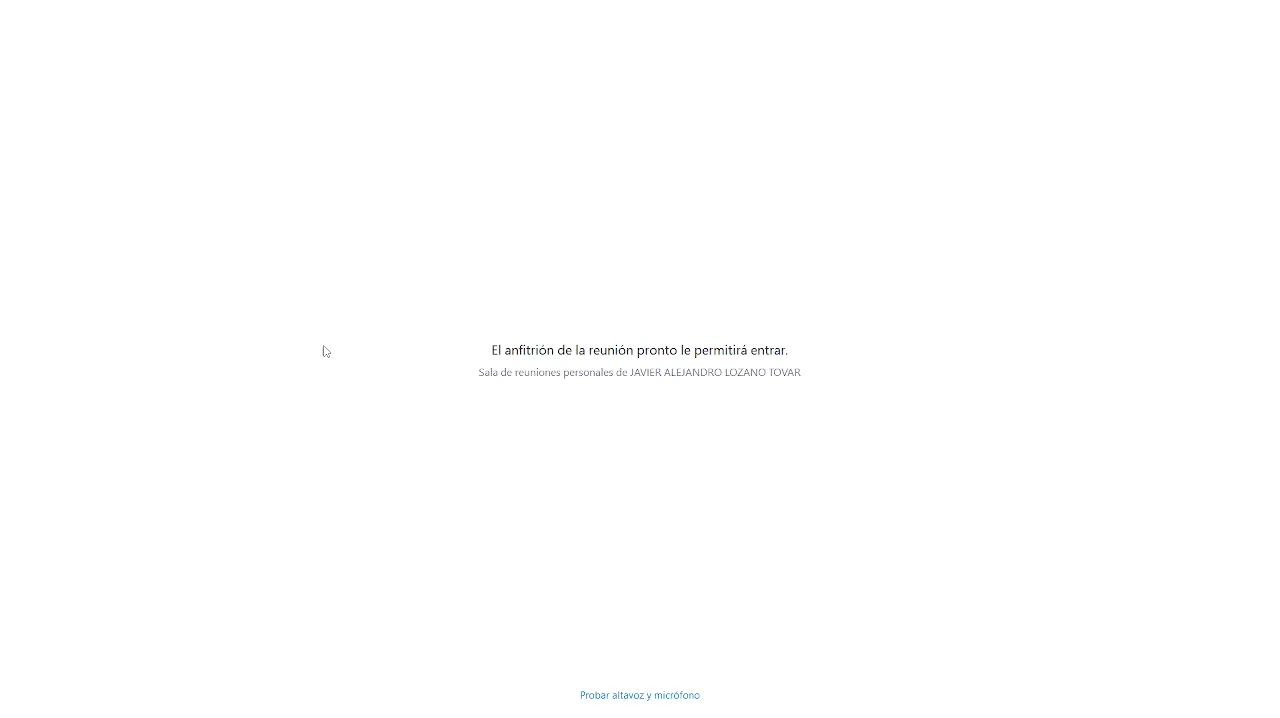 El anfitrión de la reunión pronto le permitirá entrar.
Sala de reuniones personales de JAVIER ALEJANDRO LOZANO TOVAR
Probar altavoz y micrófono